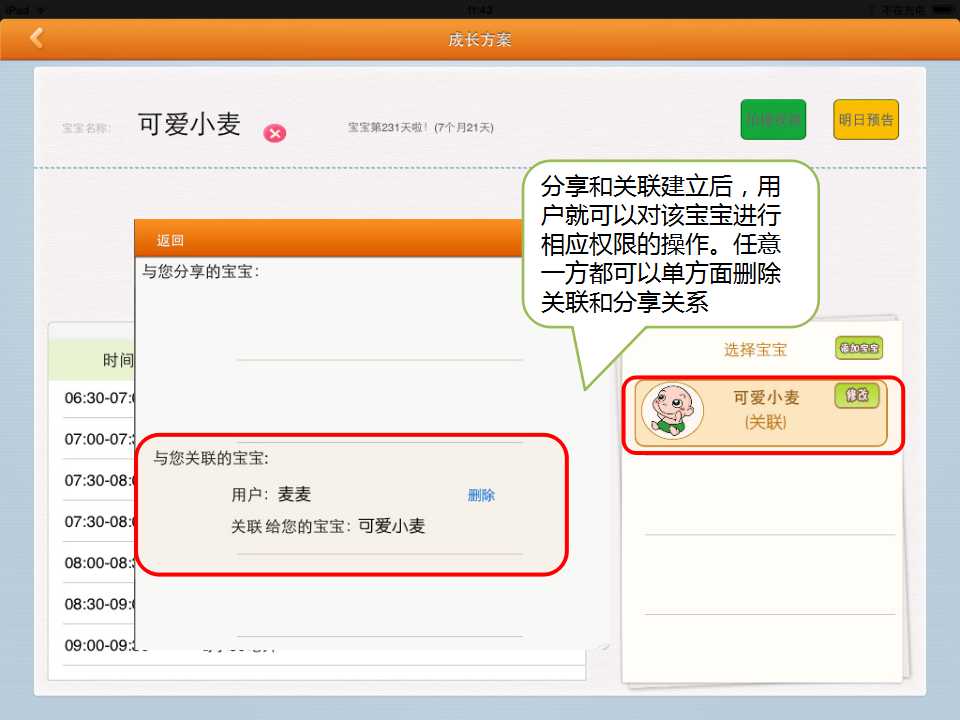 iPad
11:42
不在充电
成长方案
宝宝名称:
可爱小麦
宝宝第231天啦! (7个月21天)
明日预告
分享和关联建立后，用
户就可以对该宝宝进行
相应权限的操作。任意
一方都可以单方面删除
关联和分享关系
返回
与您分享的宝宝:
选择宝宝
添加宝宝
时间
06:30-07:
可爱小麦
修改
(关联)
07:00-07:
与您关联的宝宝:
07:30-08:
用户: 麦麦
删除
07:30-08:
关联 给您的宝宝: 可爱小麦
08:00-08:
08:30-09:
09:00-09: